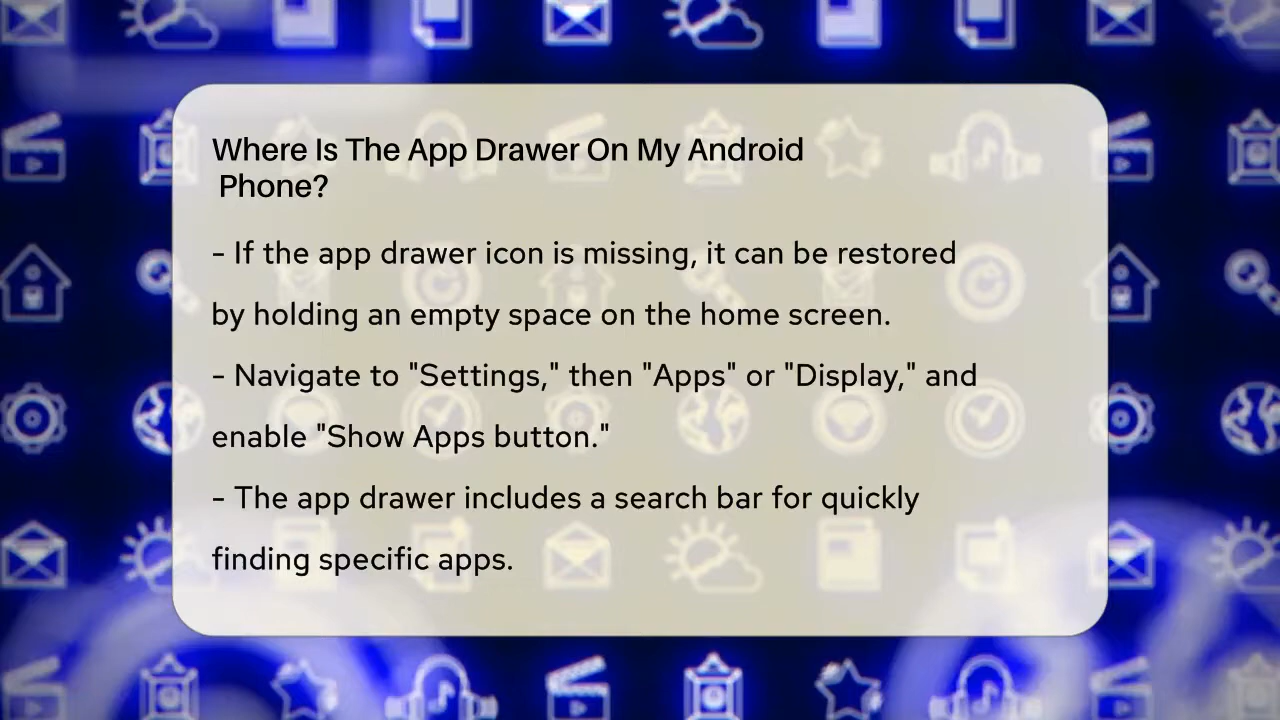 Where Is The App Drawer On My Android
Phone?
- If the app drawer icon is missing, it can be restored
by holding an empty space on the home screen.
- Navigate to "Settings," then "Apps" or "Display," and
enable "Show Apps button."
- The app drawer includes a search bar for quickly
finding specific apps.